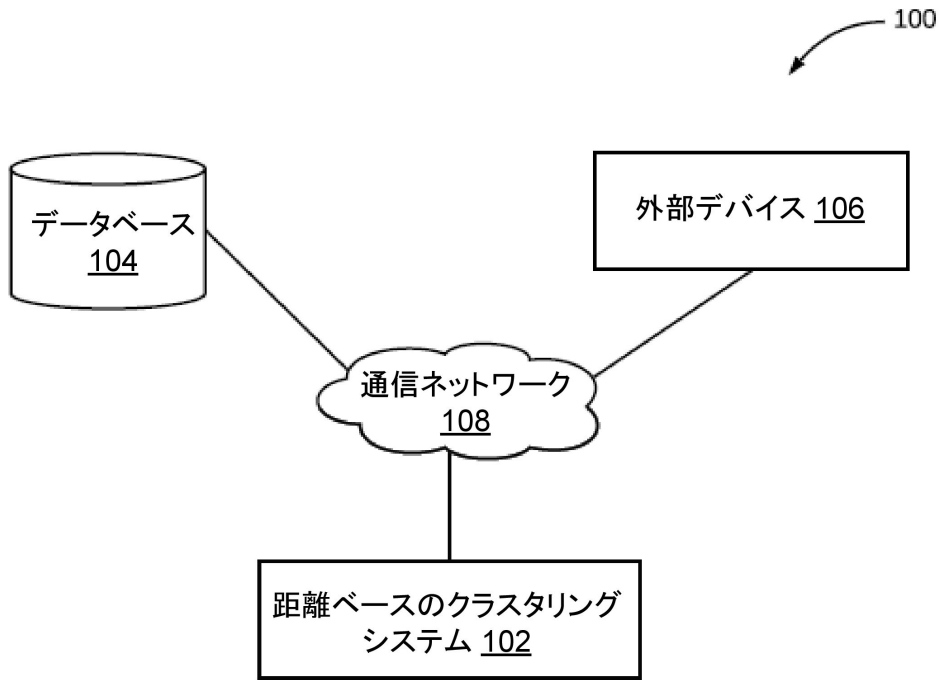 100
データベース
104
外部デバイス 106
通信ネットワーク
108
距離ベースのクラスタリング
システム 102